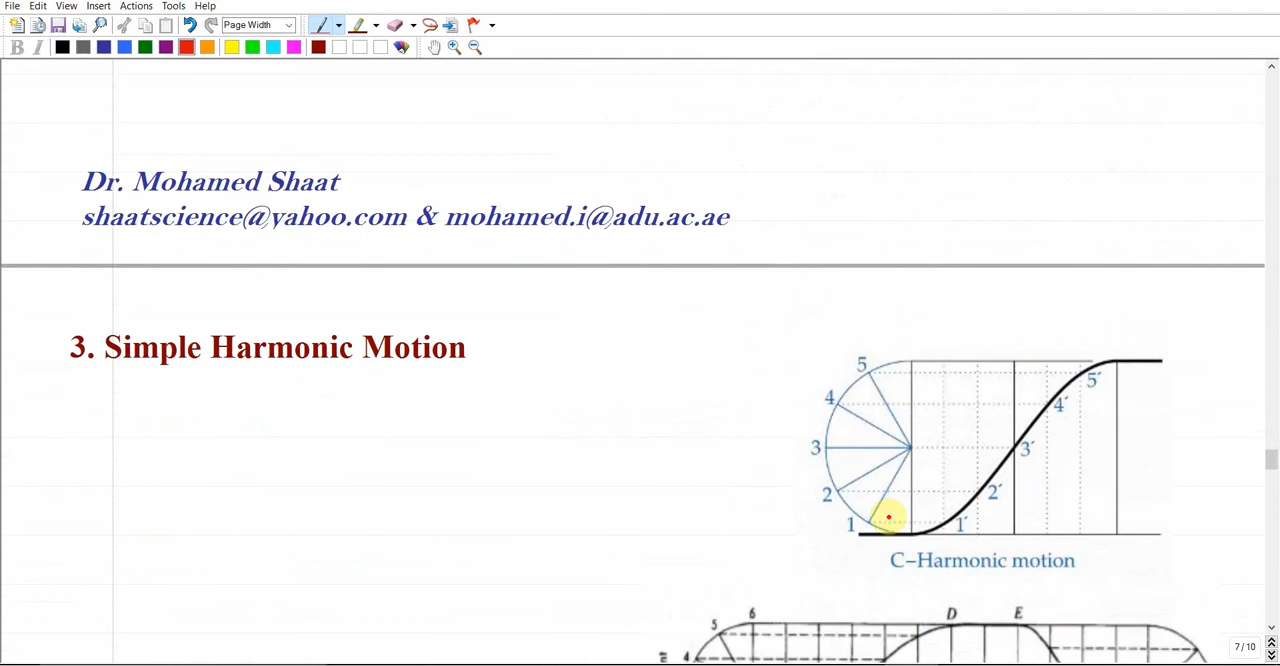 File Edit View Insert Actions Tools Help
Page Width
B I
Dr. Mohamed Shaat
shaatscience@yahoo.com & mohamed.i@adu.ac.ae
3. Simple Harmonic Motion
5
5′
4
4′
3
3′
2
2′
1
1′
C–Harmonic motion
6
D
E
5
4
7 / 10